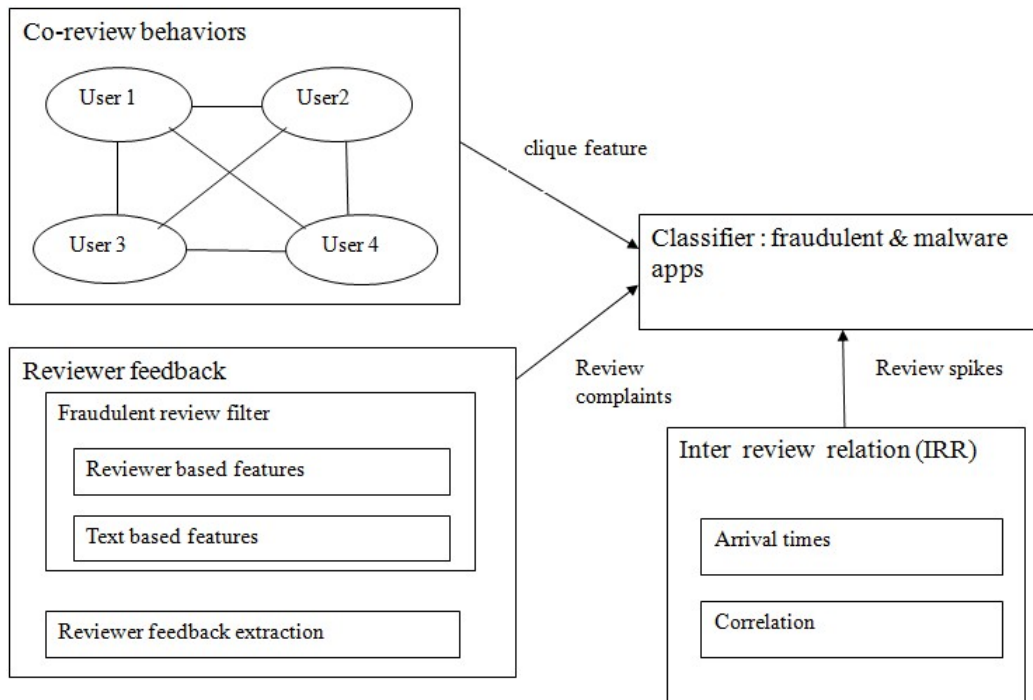 Co-review behaviors
User 1
User2
User 3
User 4
clique feature
Classifier : fraudulent & malware
apps
Reviewer feedback
Fraudulent review filter
Reviewer based features
Text based features
Reviewer feedback extraction
Review
complaints
Review spikes
Inter review relation (IRR)
Arrival times
Correlation